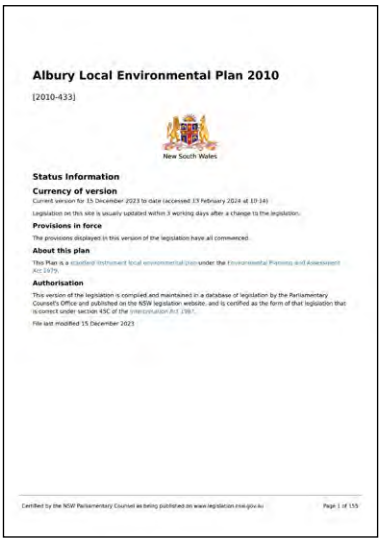 Albury Local Environmental Plan 2010
[2010-433]
New South Wales
Status Information
Currency of version
Current version for 15 December 2023 to date (accessed 13 February 2024 at 10:14)
Legislation on this site is usually updated within 3 working days after a change to the legislation.
Provisions in force
The provisions displayed in this version of the legislation have all commenced.
About this plan
This Plan is a standard instrument local environmental plan under the Environmental Planning and Assessment
Act 1979.
Authorisation
This version of the legislation is compiled and maintained in a database of legislation by the Parliamentary
Counsel's Office and published on the NSW legislation website, and is certified as the form of that legislation that
is correct under section 45C of the Interpretation Act 1987.
File last modified 15 December 2023
Certified by the NSW Parliamentary Counsel as being published on www.legislation.nsw.gov.au
Page 1 of 155